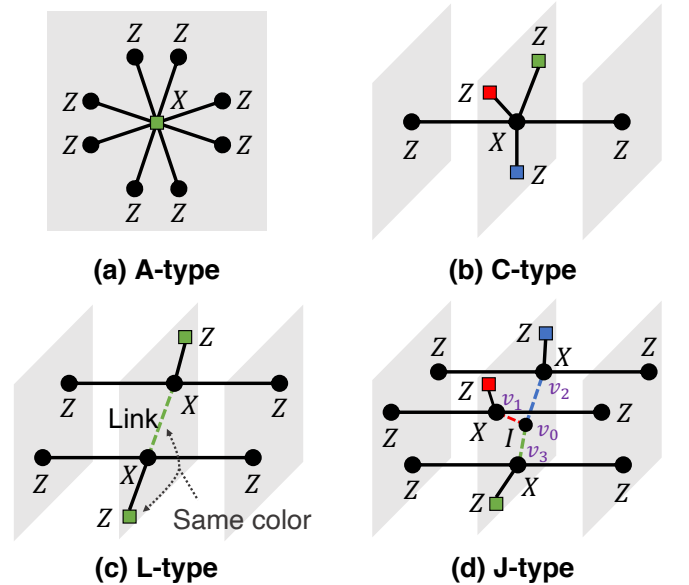 Z Z
Z X Z
Z Z
Z Z
(a) A-type
Z
Z
Z X Z
Z
(b) C-type
Z
Z X Z
Link
Z X Z
Z Same color
(c) L-type
Z
Z X Z
Z v₁ v₂
Z X I v₀ Z
v₃
Z X Z
Z
(d) J-type